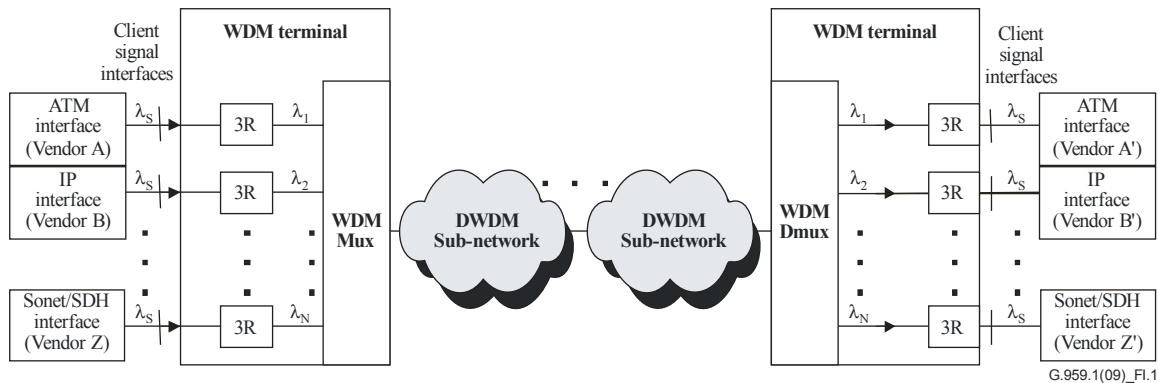 WDM terminal
Client
signal
interfaces
ATM
interface
(Vendor A)
λS
3R
λ1
IP
interface
(Vendor B)
λS
3R
λ2
Sonet/SDH
interface
(Vendor Z)
λS
3R
λN
WDM
Mux
DWDM
Sub-network
DWDM
Sub-network
WDM terminal
Client
signal
interfaces
WDM
Dmux
λ1
3R
λS
ATM
interface
(Vendor A')
λ2
3R
λS
IP
interface
(Vendor B')
λN
3R
λS
Sonet/SDH
interface
(Vendor Z')
G.959.1(09)_FI.1